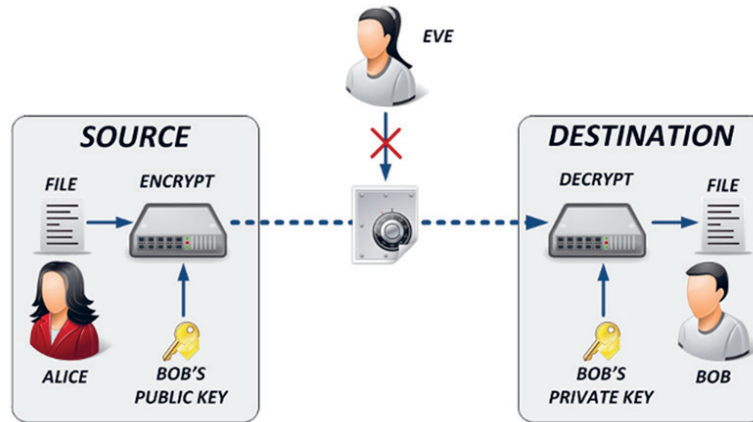 EVE
SOURCE
FILE
ENCRYPT
ALICE
BOB'S
PUBLIC KEY
DESTINATION
DECRYPT
FILE
BOB'S
PRIVATE KEY
BOB